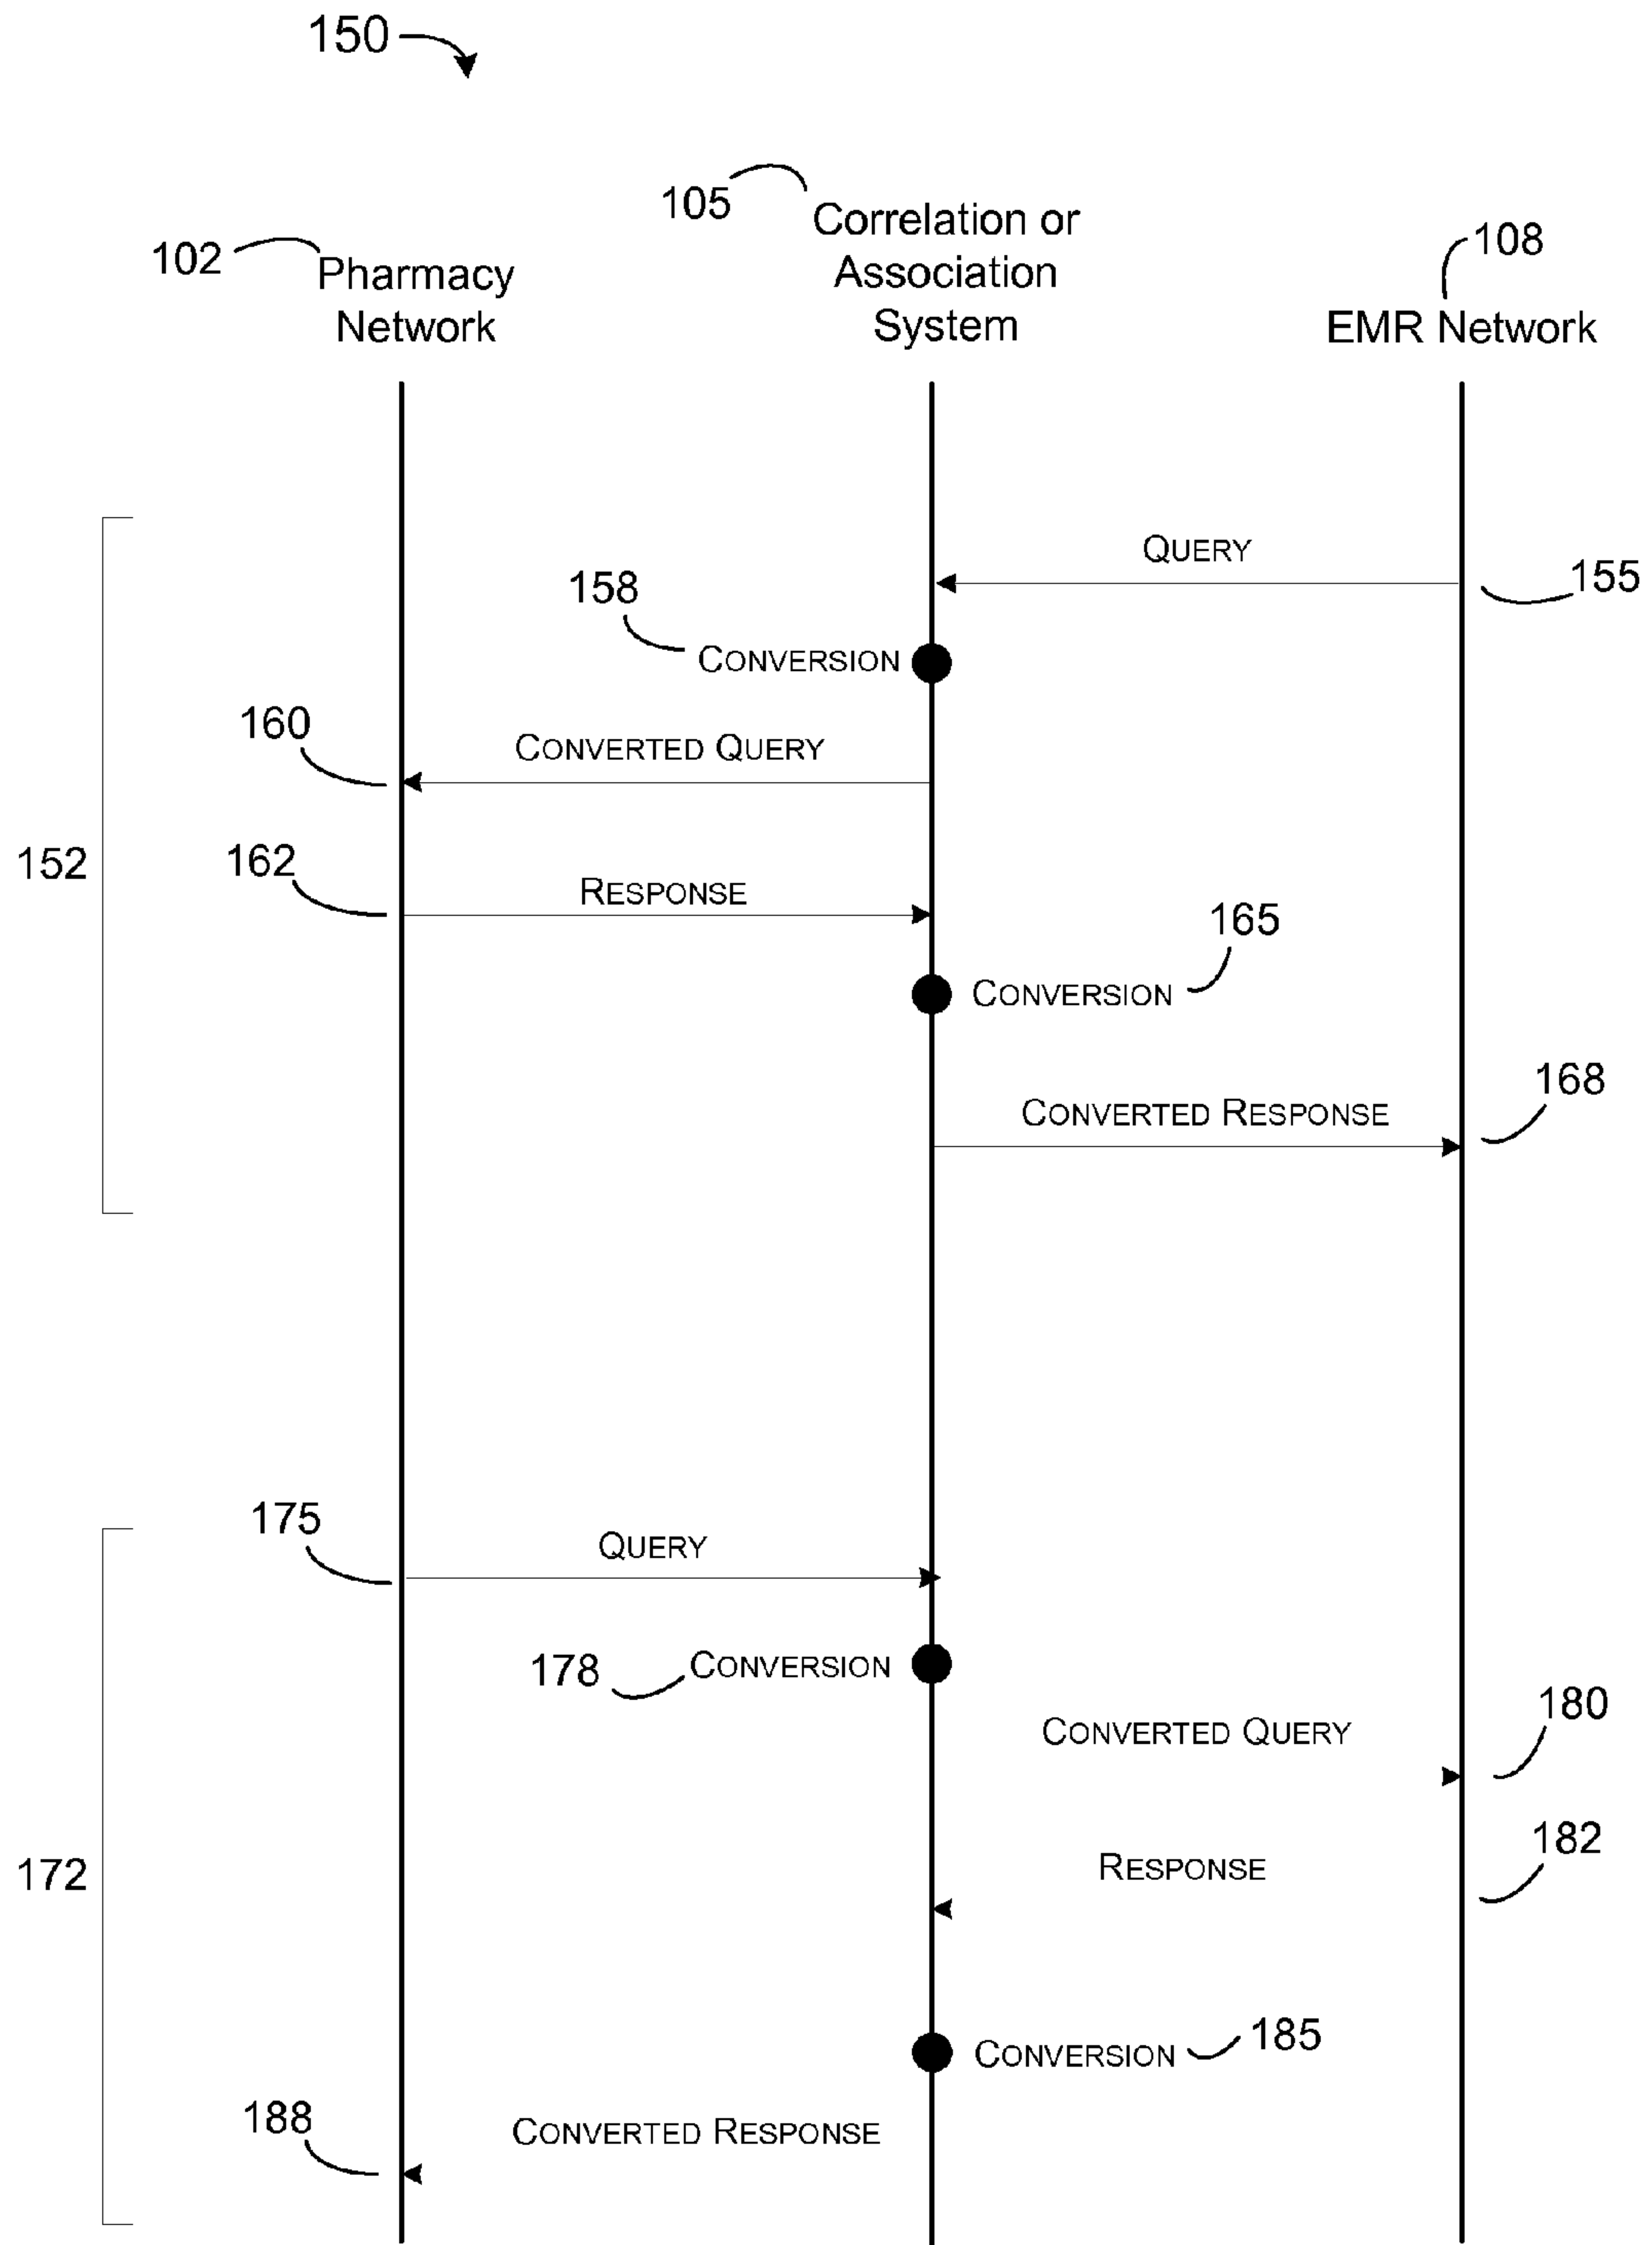 150
105
Correlation or
Association
System
102
Pharmacy
Network
108
EMR Network
QUERY
155
158
CONVERSION
160
CONVERTED QUERY
152
162
RESPONSE
165
CONVERSION
168
CONVERTED RESPONSE
175
QUERY
178
CONVERSION
180
CONVERTED QUERY
182
RESPONSE
172
185
CONVERSION
188
CONVERTED RESPONSE